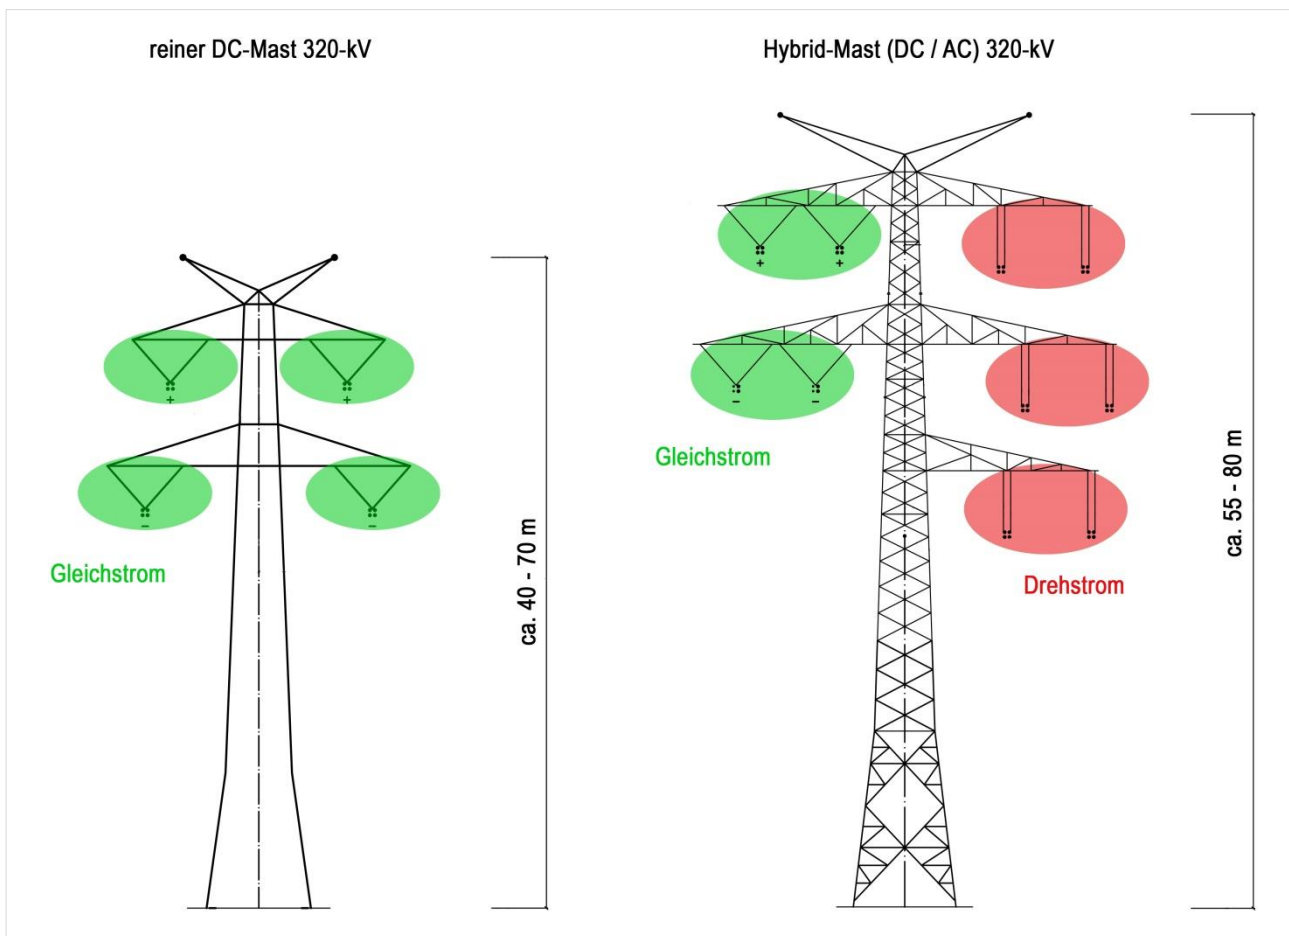 reiner DC-Mast 320-kV
Hybrid-Mast (DC / AC) 320-kV
+ +
+ +
- -
- -
Gleichstrom
Gleichstrom
Drehstrom
ca. 40 - 70 m
ca. 55 - 80 m